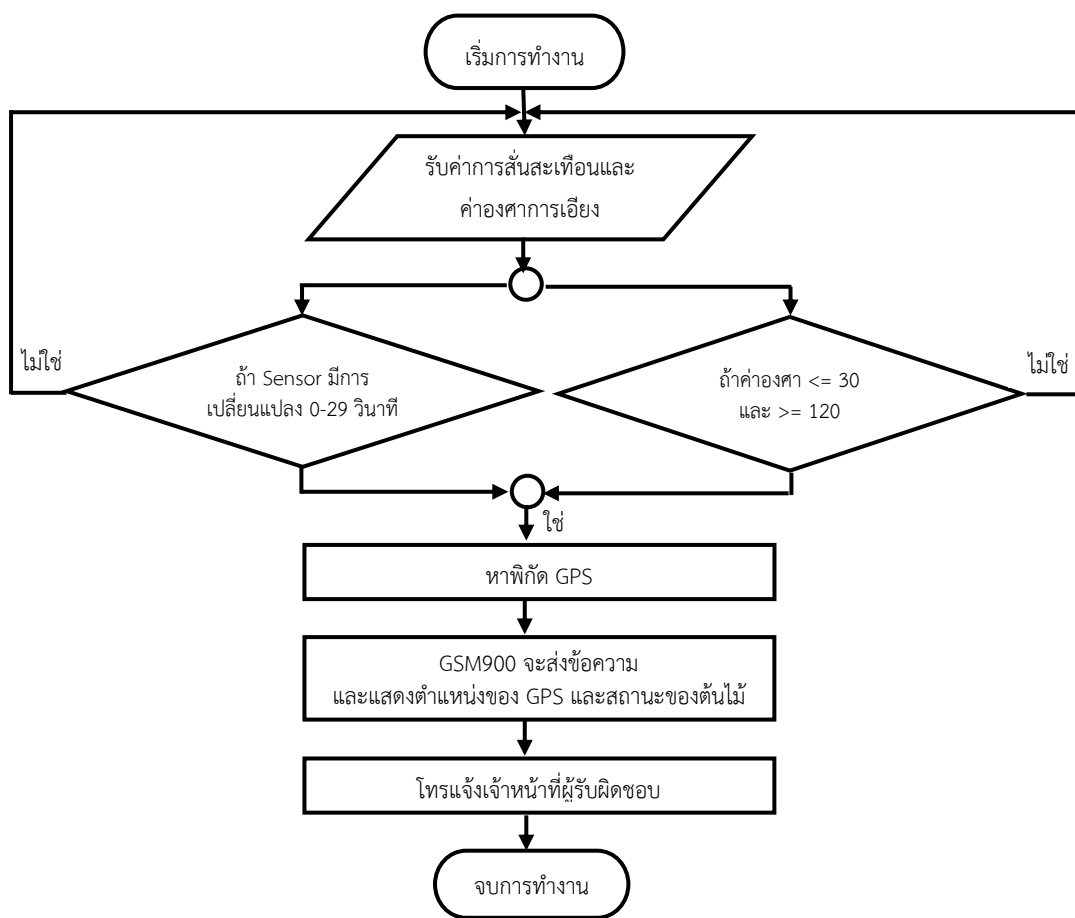 เริ่มการทำงาน
รับค่าการสั่นสะเทือนและ
ค่าองศาการเอียง
ไม่ใช่
ถ้า Sensor มีการ
เปลี่ยนแปลง 0-29 วินาที
ถ้าค่าองศา <= 30
และ >= 120
ไม่ใช่
ใช่
หาพิกัด GPS
GSM900 จะส่งข้อความ
และแสดงตำแหน่งของ GPS และสถานะของต้นไม้
โทรแจ้งเจ้าหน้าที่ผู้รับผิดชอบ
จบการทำงาน